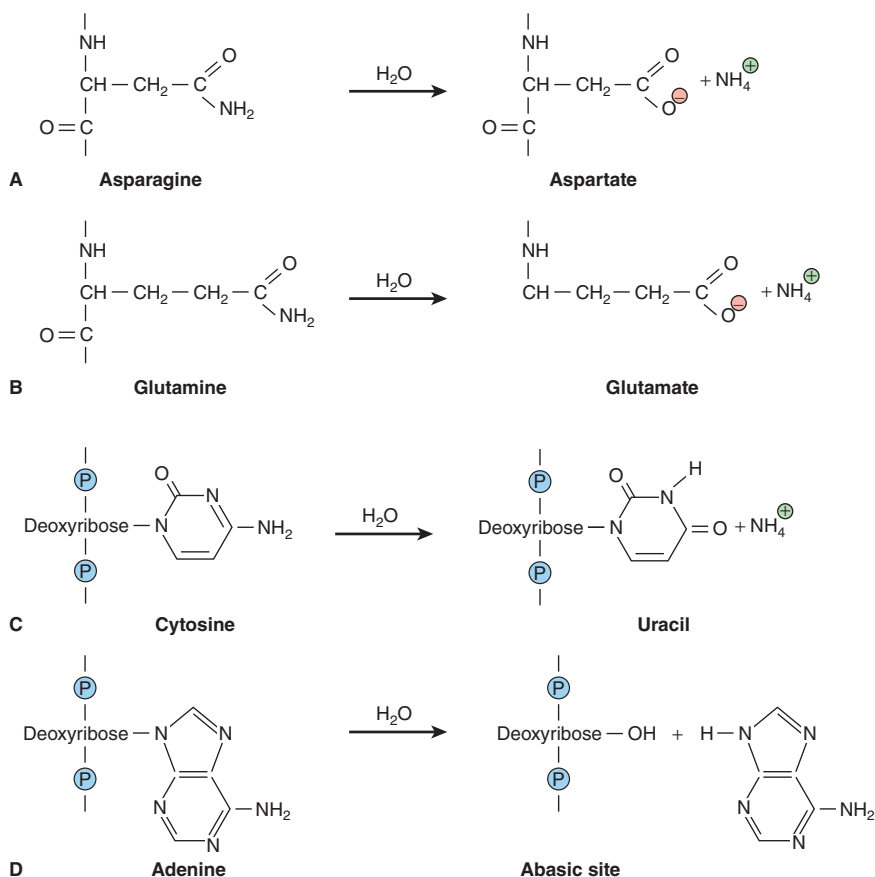 NH
O
CH — CH₂ — C
NH₂
O=C
H₂O
NH
O
CH — CH₂ — C
O⊖
+ NH₄⊕
O=C
A Asparagine Aspartate
NH
O
CH — CH₂ — CH₂ — C
NH₂
O=C
H₂O
NH
O
CH — CH₂ — CH₂ — C
O⊖
+ NH₄⊕
B Glutamine Glutamate
P
O
N
Deoxyribose — N
NH₂
P
H₂O
P
O
H
N
Deoxyribose — N
=O + NH₄⊕
P
C Cytosine Uracil
P
Deoxyribose — N
N
P
N
NH₂
N
H₂O
P
Deoxyribose — OH + H — N
N
P
N
NH₂
N
D Adenine Abasic site